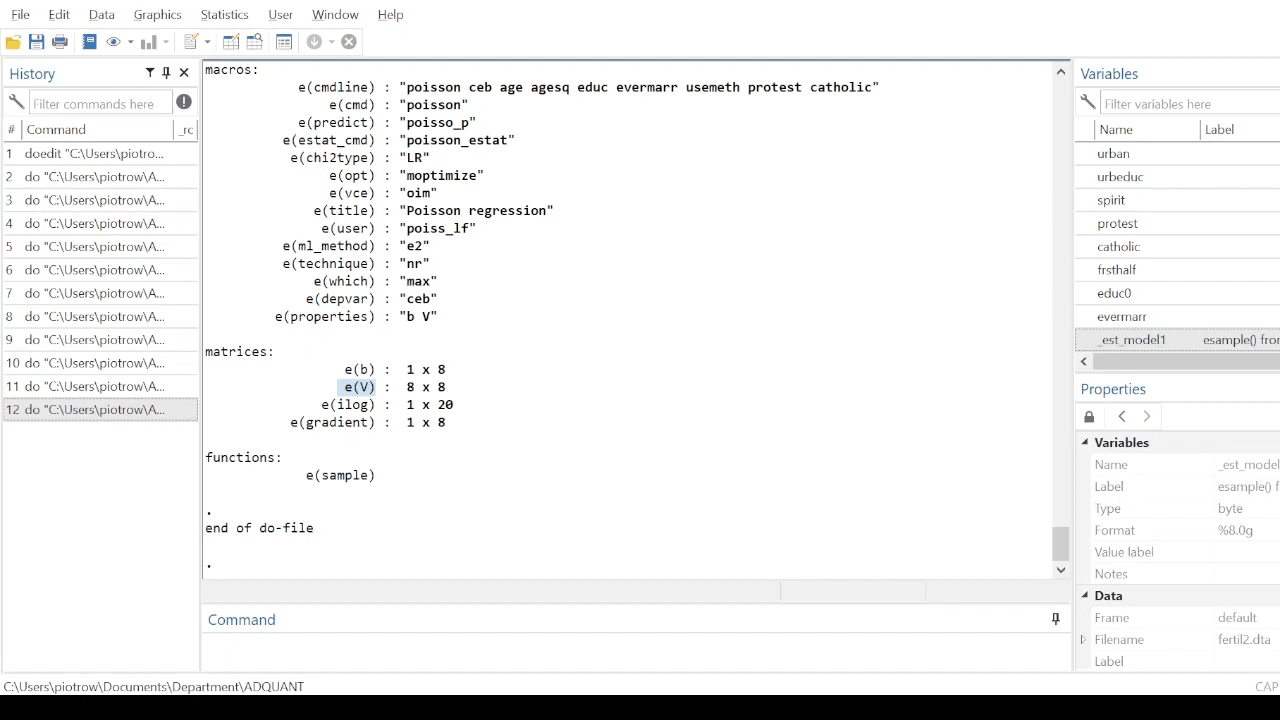 File Edit Data Graphics Statistics User Window Help
History
Filter commands here
# Command _rc
1 doedit "C:\Users\piotro...
2 do "C:\Users\piotrow\A...
3 do "C:\Users\piotrow\A...
4 do "C:\Users\piotrow\A...
5 do "C:\Users\piotrow\A...
6 do "C:\Users\piotrow\A...
7 do "C:\Users\piotrow\A...
8 do "C:\Users\piotrow\A...
9 do "C:\Users\piotrow\A...
10 do "C:\Users\piotrow\A...
11 do "C:\Users\piotrow\A...
12 do "C:\Users\piotrow\A...
macros:
e(cmdline) : "poisson ceb age agesq educ evermarr usemeth protest catholic"
e(cmd) : "poisson"
e(predict) : "poisso_p"
e(estat_cmd) : "poisson_estat"
e(chi2type) : "LR"
e(opt) : "moptimize"
e(vce) : "oim"
e(title) : "Poisson regression"
e(user) : "poiss_lf"
e(ml_method) : "e2"
e(technique) : "nr"
e(which) : "max"
e(depvar) : "ceb"
e(properties) : "b V"
matrices:
e(b) : 1 x 8
e(V) : 8 x 8
e(ilog) : 1 x 20
e(gradient) : 1 x 8
functions:
e(sample)
.
end of do-file
.
Command
Variables
Filter variables here
Name Label
urban
urbeduc
spirit
protest
catholic
frsthalf
educ0
evermarr
_est_model1 esample() from
Properties
Variables
Name _est_model
Label esample() f
Type byte
Format %8.0g
Value label
Notes
Data
Frame default
Filename fertil2.dta
Label
C:\Users\piotrow\Documents\Department\ADQUANT
CAP